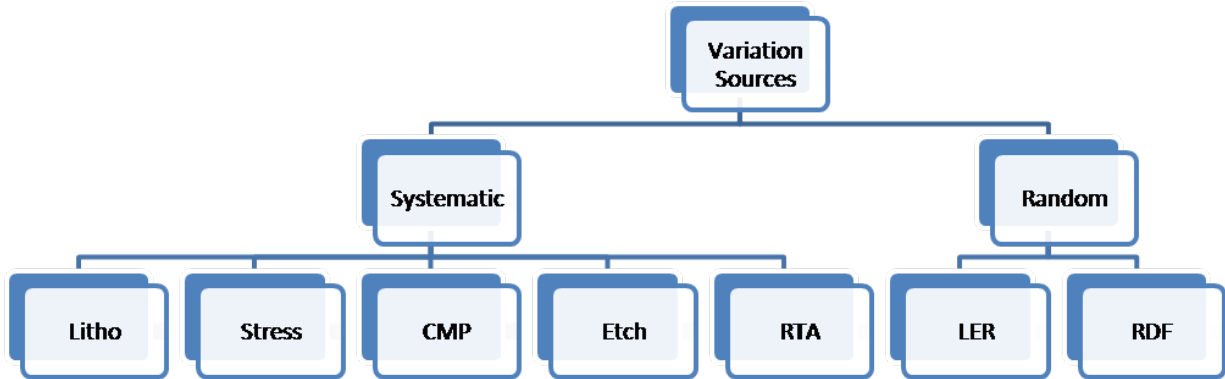 Variation
Sources
Systematic
Random
Litho
Stress
CMP
Etch
RTA
LER
RDF